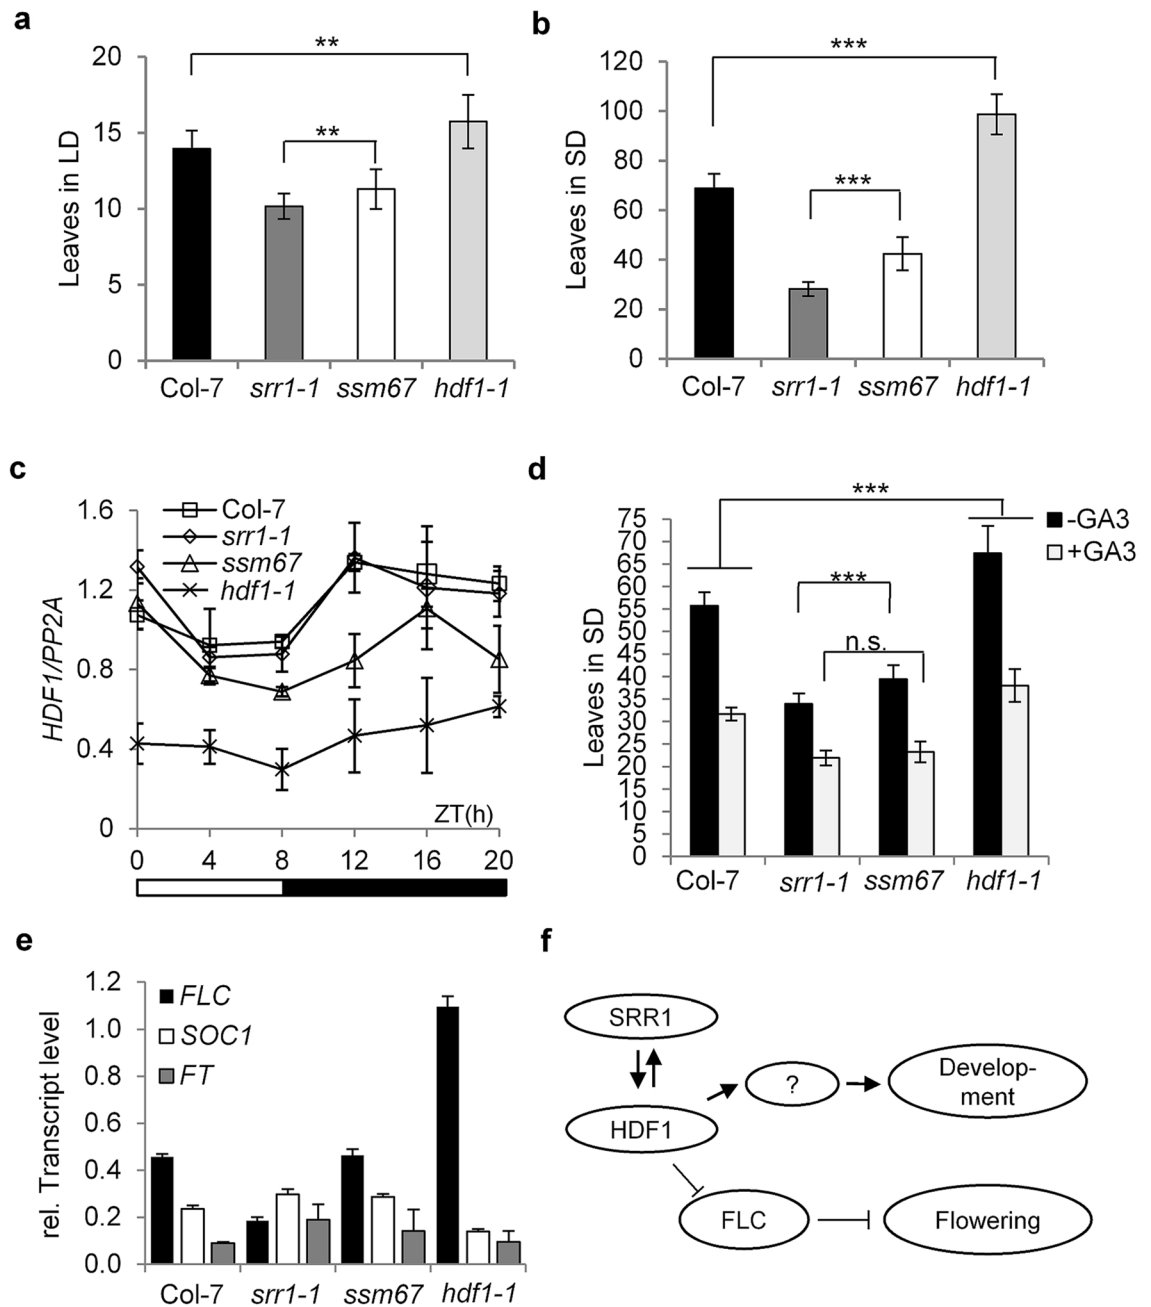 a
**
**
Leaves in LD
20
15
10
5
0
Col-7 srr1-1 ssm67 hdf1-1
b
***
***
Leaves in SD
120
100
80
60
40
20
0
Col-7 srr1-1 ssm67 hdf1-1
c
HDF1/PP2A
1.6
1.2
0.8
0.4
0
Col-7
srr1-1
ssm67
hdf1-1
ZT(h)
0 4 8 12 16 20
d
***
***
n.s.
-GA3
+GA3
Leaves in SD
75
70
65
60
55
50
45
40
35
30
25
20
15
10
5
0
Col-7 srr1-1 ssm67 hdf1-1
e
rel. Transcript level
1.2
1.0
0.8
0.6
0.4
0.2
0.0
FLC
SOC1
FT
Col-7 srr1-1 ssm67 hdf1-1
f
SRR1
HDF1
?
Develop-
ment
FLC
Flowering